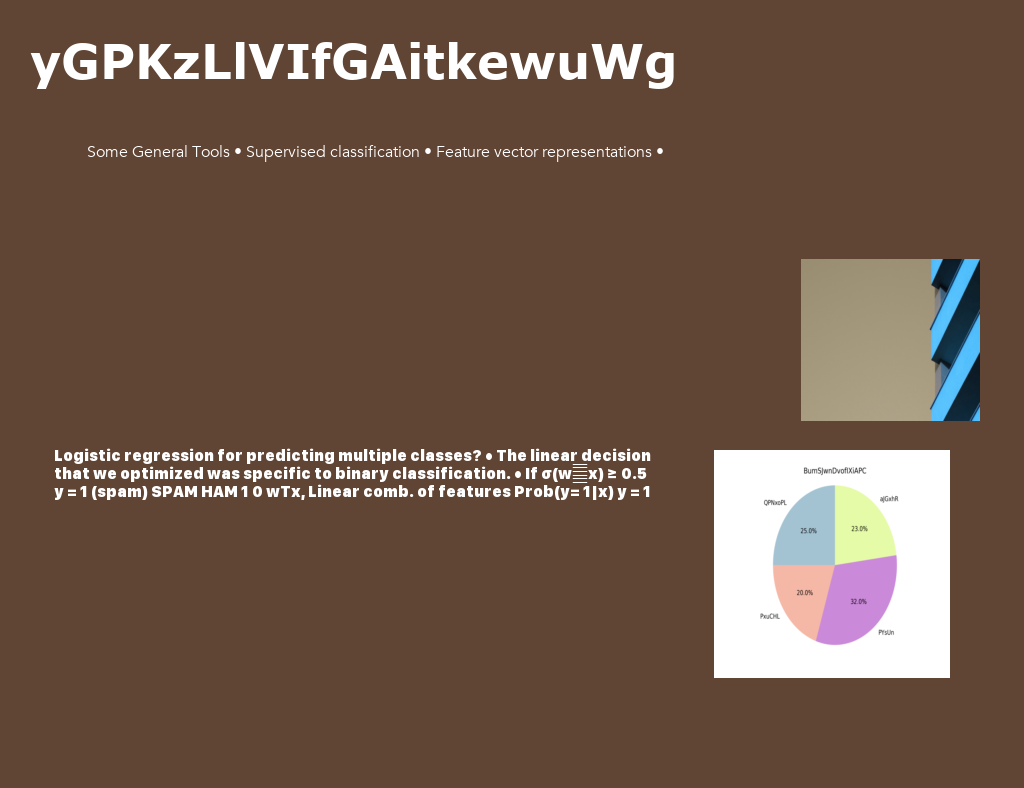 yGPKzLlVIfGAitkewuWg
Some General Tools • Supervised classification • Feature vector representations •
Logistic regression for predicting multiple classes? • The linear decision
that we optimized was specific to binary classification. • If σ(w x) ≥ 0.5
y = 1 (spam) SPAM HAM 1 0 wTx, Linear comb. of features Prob(y=1|x) y = 1
BumSJwnDvofIXiAPC
QPNxoPL
ajGxhR
25.0%
23.0%
20.0%
32.0%
PxuCHL
PYsUn